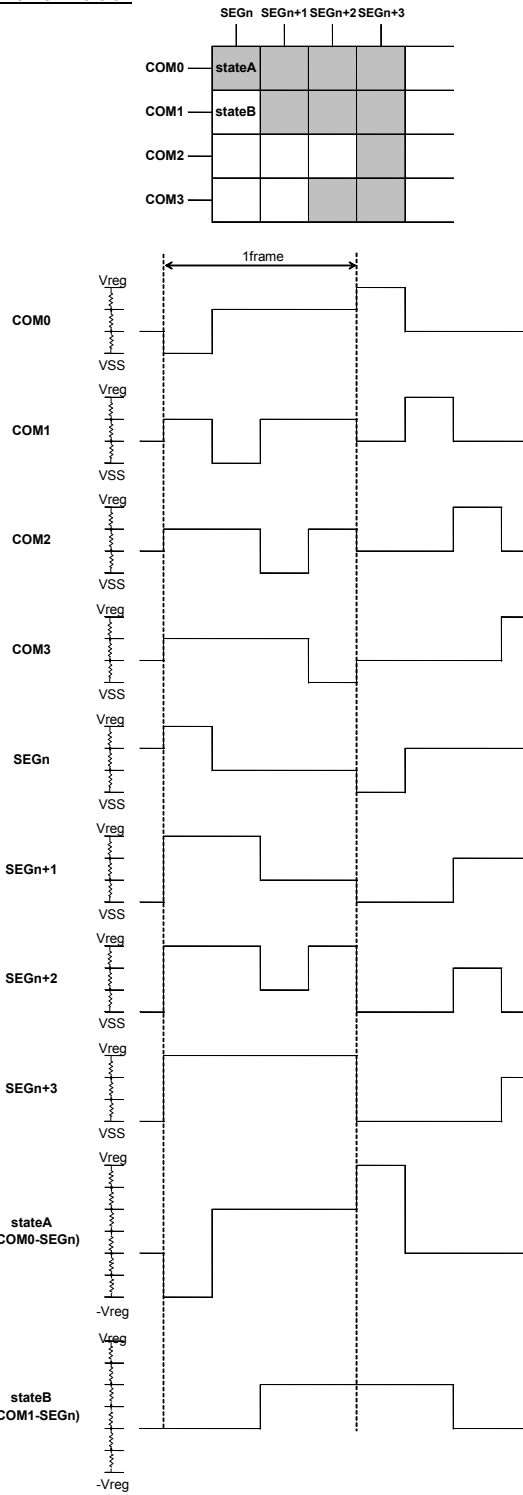 SEGn SEGn+1 SEGn+2 SEGn+3
COM0 stateA
COM1 stateB
COM2
COM3
1frame
Vreg
COM0
VSS
Vreg
COM1
VSS
Vreg
COM2
VSS
Vreg
COM3
VSS
Vreg
SEGn
VSS
Vreg
SEGn+1
VSS
Vreg
SEGn+2
VSS
Vreg
SEGn+3
VSS
Vreg
stateA
COM0-SEGn)
-Vreg
Vreg
stateB
COM1-SEGn)
-Vreg